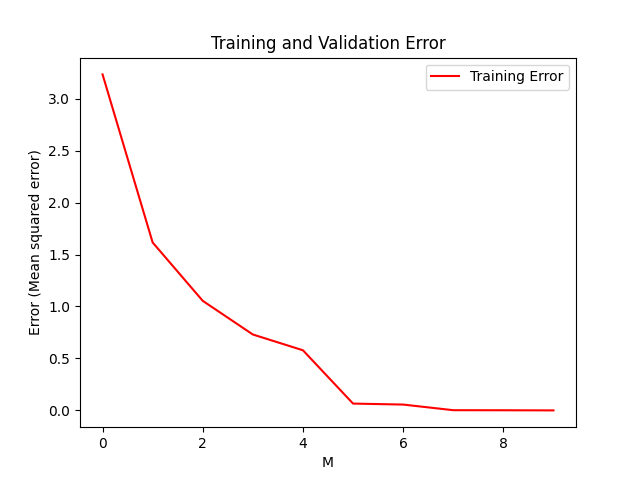 Training and Validation Error
Training Error
Error (Mean squared error)
3.0
2.5
2.0
1.5
1.0
0.5
0.0
0 2 4 6 8
M